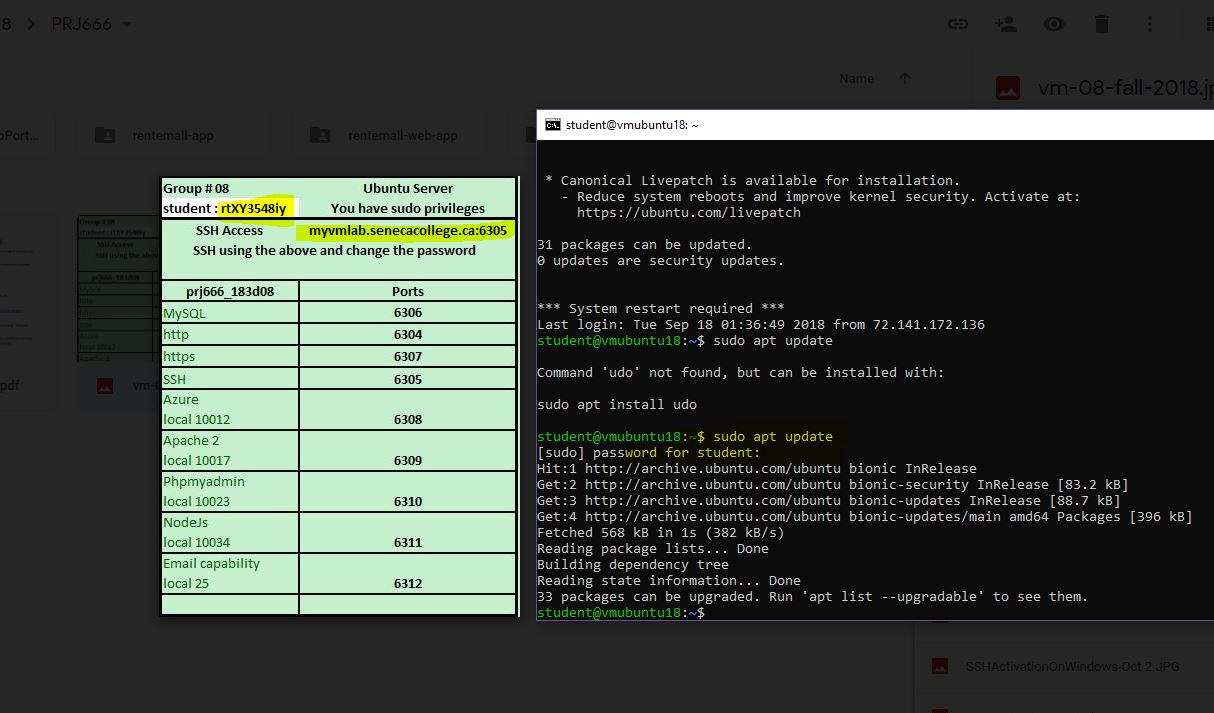 8 > PRJ666
Name
vm-08-fall-2018.jp
oPort...
rentemall-app
rentemall-web-app
Group # 08 Ubuntu Server
student : rtXY3548iy You have sudo privileges
SSH Access myvmlab.senecacollege.ca:6305
SSH using the above and change the password
prj666_183d08 Ports
MySQL 6306
http 6304
https 6307
SSH 6305
Azure
local 10012 6308
Apache 2
local 10017 6309
Phpmyadmin
local 10023 6310
NodeJs
local 10034 6311
Email capability
local 25 6312
pdf
student@vmubuntu18: ~
* Canonical Livepatch is available for installation.
- Reduce system reboots and improve kernel security. Activate at:
https://ubuntu.com/livepatch
31 packages can be updated.
0 updates are security updates.
*** System restart required ***
Last login: Tue Sep 18 01:36:49 2018 from 72.141.172.136
student@vmubuntu18:~$ sudo apt update
Command 'udo' not found, but can be installed with:
sudo apt install udo
student@vmubuntu18:~$ sudo apt update
[sudo] password for student:
Hit:1 http://archive.ubuntu.com/ubuntu bionic InRelease
Get:2 http://archive.ubuntu.com/ubuntu bionic-security InRelease [83.2 kB]
Get:3 http://archive.ubuntu.com/ubuntu bionic-updates InRelease [88.7 kB]
Get:4 http://archive.ubuntu.com/ubuntu bionic-updates/main amd64 Packages [396 kB]
Fetched 568 kB in 1s (382 kB/s)
Reading package lists... Done
Building dependency tree
Reading state information... Done
33 packages can be upgraded. Run 'apt list --upgradable' to see them.
student@vmubuntu18:~$
SSHActivationOnWindows-Oct 2.JPG